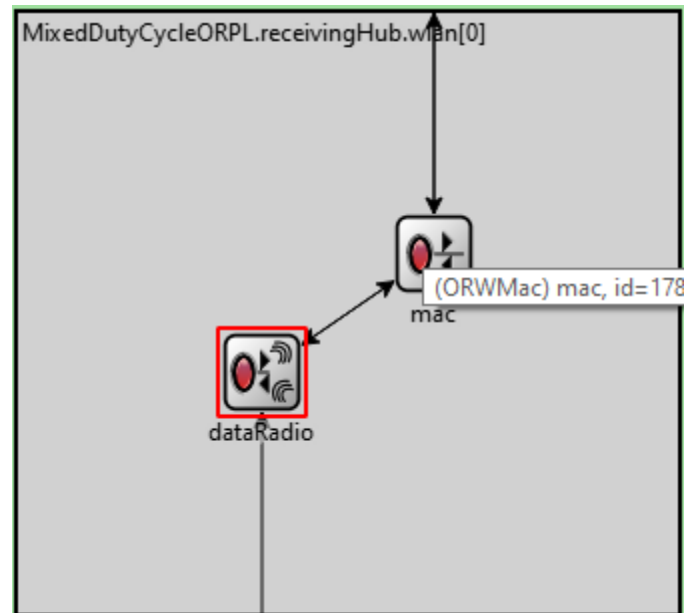 MixedDutyCycleORPL.receivingHub.wlan[0]
(ORWMac) mac, id=178
mac
dataRadio